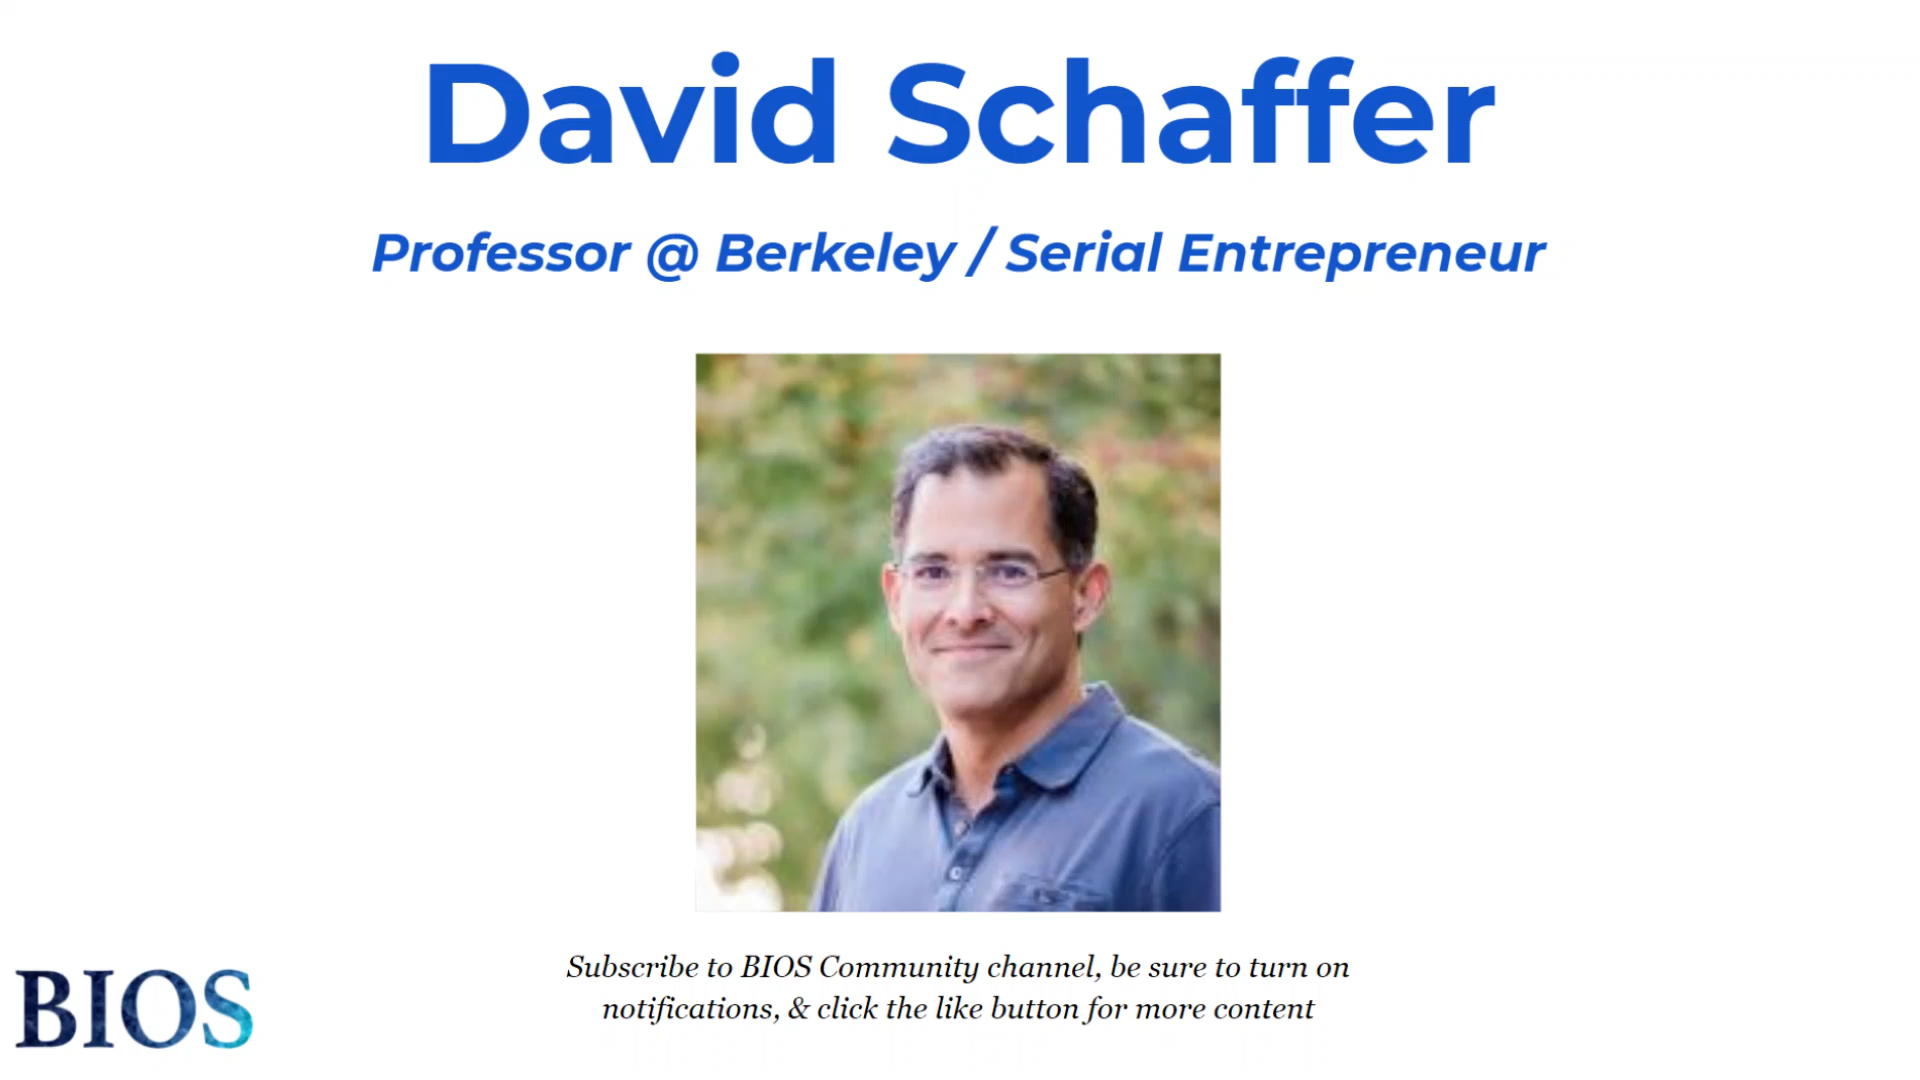 David Schaffer
Professor @ Berkeley / Serial Entrepreneur
Subscribe to BIOS Community channel, be sure to turn on
notifications, & click the like button for more content
BIOS